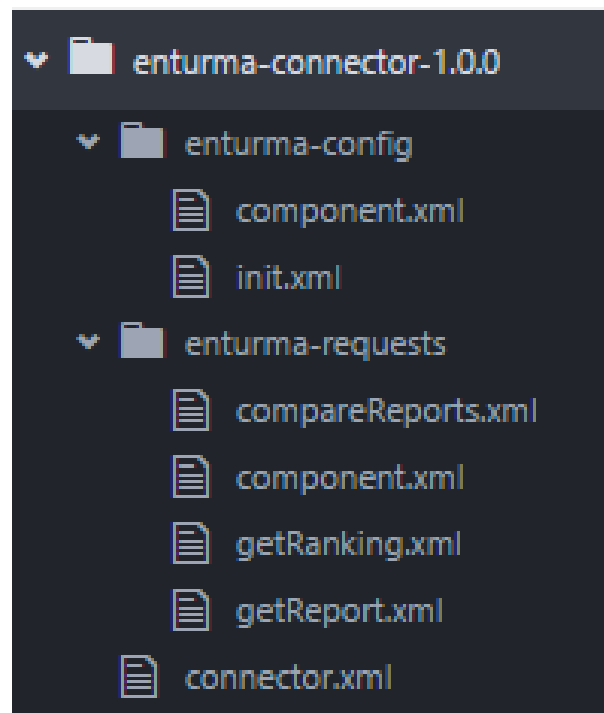 enturma-connector-1.0.0
enturma-config
component.xml
init.xml
enturma-requests
compareReports.xml
component.xml
getRanking.xml
getReport.xml
connector.xml